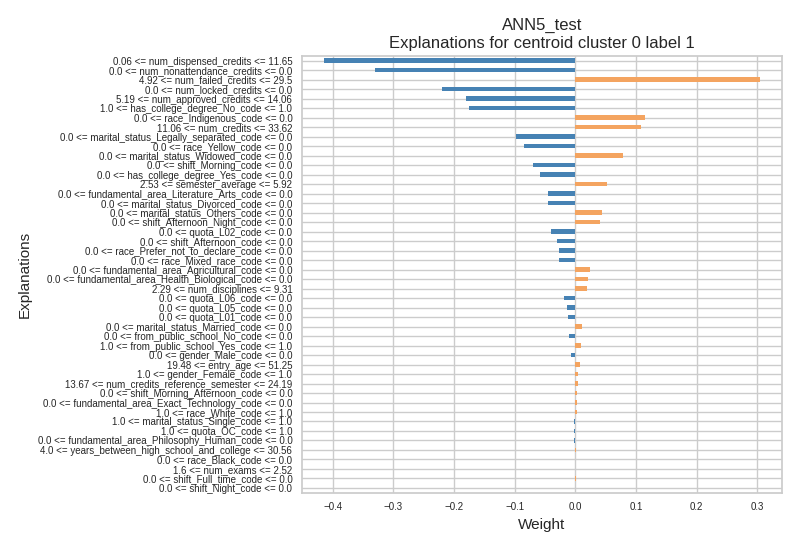 ANN5_test
Explanations for centroid cluster 0 label 1
0.06 <= num_dispensed_credits <= 11.65
0.0 <= num_nonattendance_credits <= 0.0
4.92 <= num_failed_credits <= 29.5
0.0 <= num_locked_credits <= 0.0
5.19 <= num_approved_credits <= 14.06
1.0 <= has_college_degree_No_code <= 1.0
0.0 <= race_Indigenous_code <= 0.0
11.06 <= num_credits <= 33.62
0.0 <= marital_status_Legally_separated_code <= 0.0
0.0 <= race_Yellow_code <= 0.0
0.0 <= marital_status_Widowed_code <= 0.0
0.0 <= shift_Morning_code <= 0.0
0.0 <= has_college_degree_Yes_code <= 0.0
2.53 <= semester_average <= 5.92
0.0 <= fundamental_area_Literature_Arts_code <= 0.0
0.0 <= marital_status_Divorced_code <= 0.0
0.0 <= marital_status_Others_code <= 0.0
0.0 <= shift_Afternoon_Night_code <= 0.0
0.0 <= quota_L02_code <= 0.0
0.0 <= shift_Afternoon_code <= 0.0
0.0 <= race_Prefer_not_to_declare_code <= 0.0
0.0 <= race_Mixed_race_code <= 0.0
0.0 <= fundamental_area_Agricultural_code <= 0.0
0.0 <= fundamental_area_Health_Biological_code <= 0.0
2.29 <= num_disciplines <= 9.31
0.0 <= quota_L06_code <= 0.0
0.0 <= quota_L05_code <= 0.0
0.0 <= quota_L01_code <= 0.0
0.0 <= marital_status_Married_code <= 0.0
0.0 <= from_public_school_No_code <= 0.0
1.0 <= from_public_school_Yes_code <= 1.0
0.0 <= gender_Male_code <= 0.0
19.48 <= entry_age <= 51.25
1.0 <= gender_Female_code <= 1.0
13.67 <= num_credits_reference_semester <= 24.19
0.0 <= shift_Morning_Afternoon_code <= 0.0
0.0 <= fundamental_area_Exact_Technology_code <= 0.0
1.0 <= race_White_code <= 1.0
1.0 <= marital_status_Single_code <= 1.0
1.0 <= quota_OC_code <= 1.0
0.0 <= fundamental_area_Philosophy_Human_code <= 0.0
4.0 <= years_between_high_school_and_college <= 30.56
0.0 <= race_Black_code <= 0.0
1.6 <= num_exams <= 2.52
0.0 <= shift_Full_time_code <= 0.0
0.0 <= shift_Night_code <= 0.0
Explanations
−0.4 −0.3 −0.2 −0.1 0.0 0.1 0.2 0.3
Weight